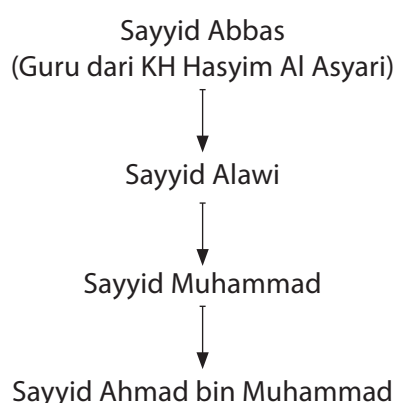 Sayyid Abbas
(Guru dari KH Hasyim Al Asyari)
Sayyid Alawi
Sayyid Muhammad
Sayyid Ahmad bin Muhammad